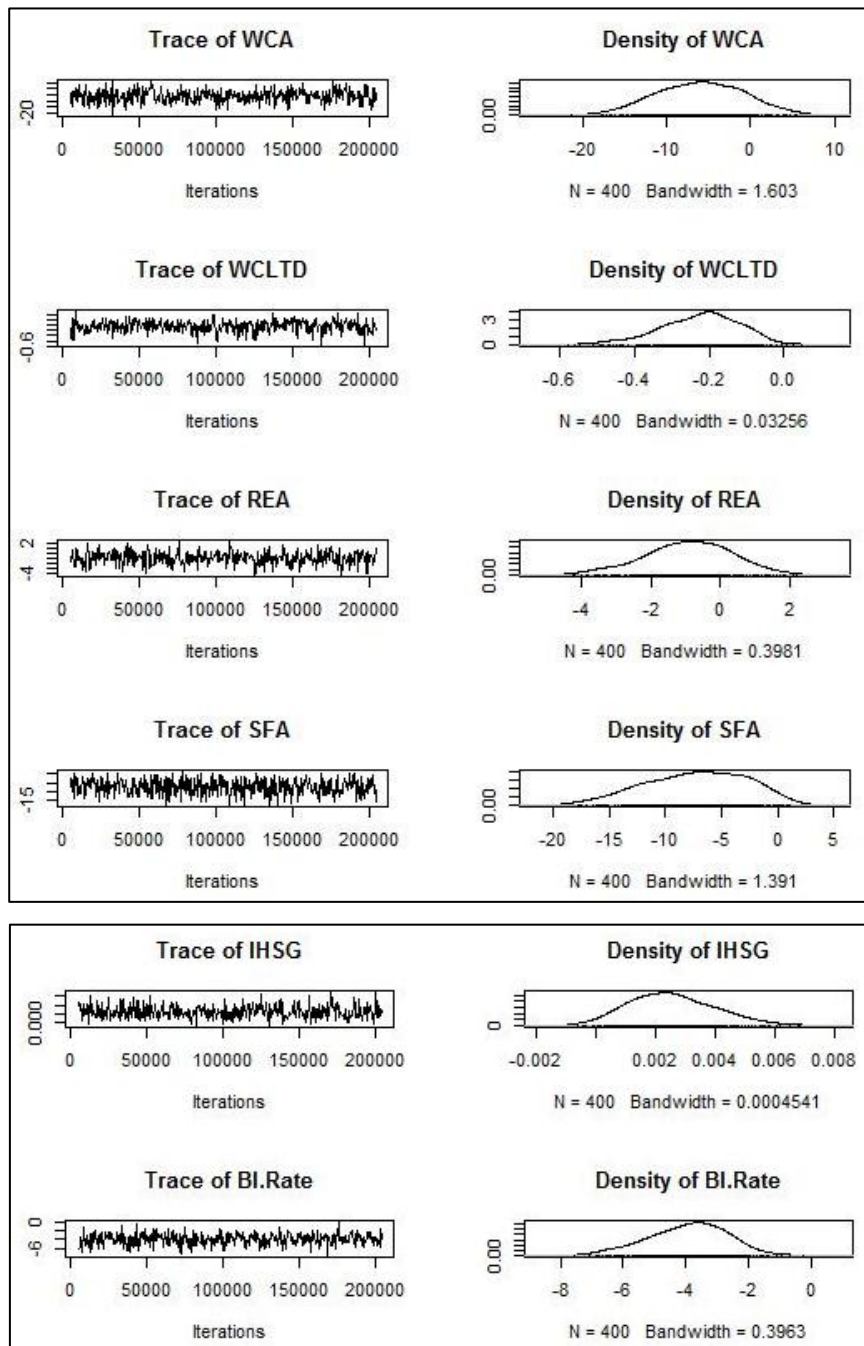 Trace of WCA
-20
0 50000 100000 150000 200000
Iterations
Density of WCA
0.00
-20 -10 0 10
N = 400 Bandwidth = 1.603
Trace of WCLTD
-0.6
0 50000 100000 150000 200000
Iterations
Density of WCLTD
0 3
-0.6 -0.4 -0.2 0.0
N = 400 Bandwidth = 0.03256
Trace of REA
-4 2
0 50000 100000 150000 200000
Iterations
Density of REA
0.00
-4 -2 0 2
N = 400 Bandwidth = 0.3981
Trace of SFA
-15
0 50000 100000 150000 200000
Iterations
Density of SFA
0.00
-20 -15 -10 -5 0 5
N = 400 Bandwidth = 1.391
Trace of IHSG
0.000
0 50000 100000 150000 200000
Iterations
Density of IHSG
0
-0.002 0.002 0.004 0.006 0.008
N = 400 Bandwidth = 0.0004541
Trace of BI.Rate
-6 0
0 50000 100000 150000 200000
Iterations
Density of BI.Rate
0.00
-8 -6 -4 -2 0
N = 400 Bandwidth = 0.3963